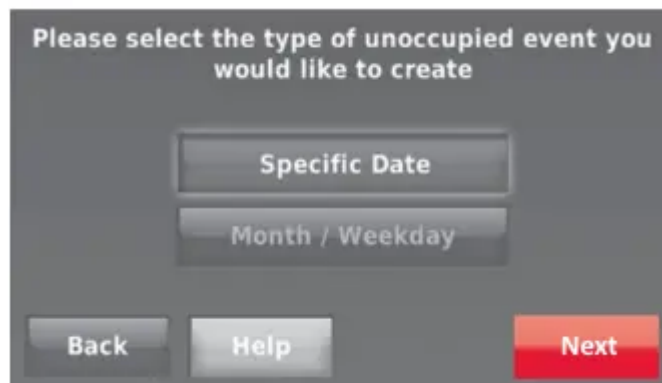 Please select the type of unoccupied event you
would like to create
Specific Date
Month / Weekday
Back
Help
Next